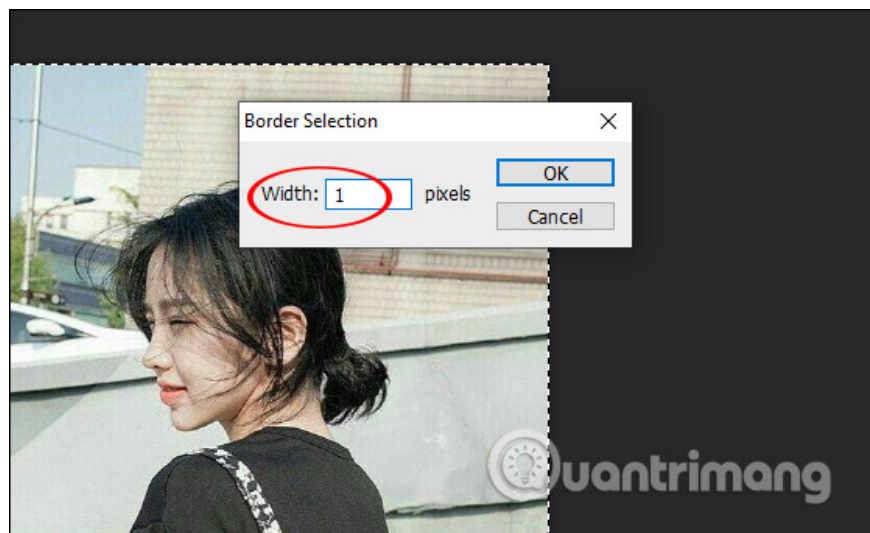 Border Selection
Width: 1 pixels
OK
Cancel
Quantrimang